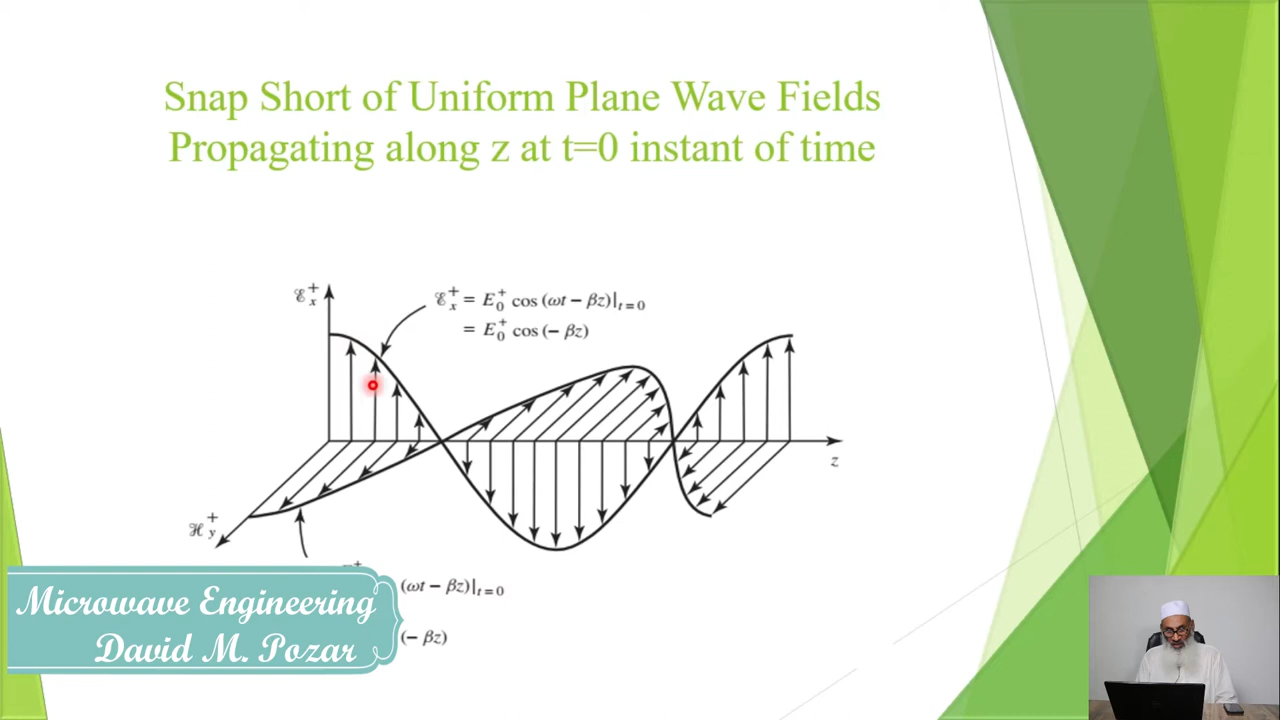 Snap Short of Uniform Plane Wave Fields
Propagating along z at t=0 instant of time
ℰₓ⁺
ℰₓ⁺ = E₀⁺ cos (ωt − βz)|ₜ₌₀
= E₀⁺ cos (− βz)
z
ℋ_y⁺
(ωt − βz)|ₜ₌₀
(− βz)
Microwave Engineering
David M. Pozar